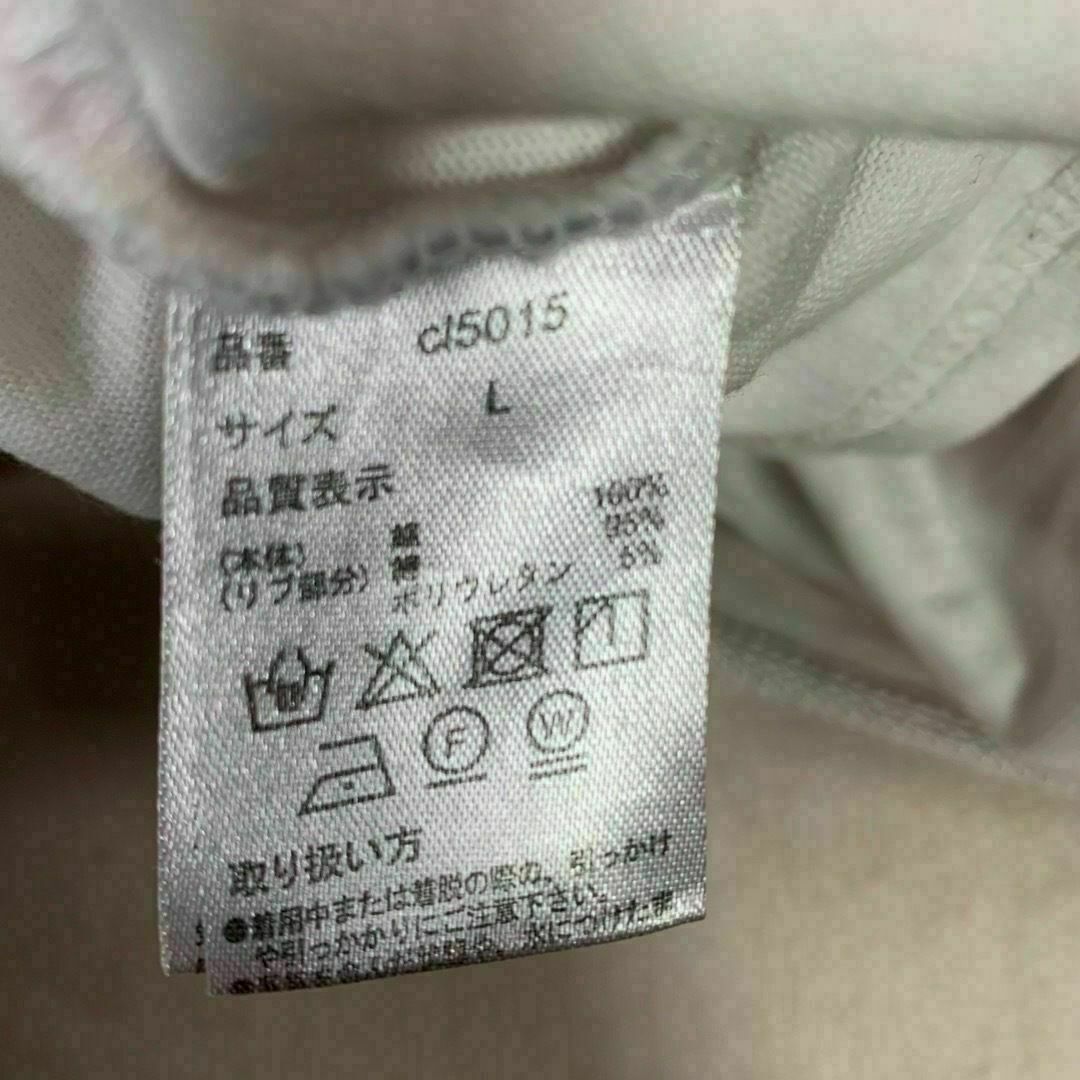 品番 cl5015
サイズ L
品質表示
(本体) 綿 100%
(リブ部分) 綿 95%
ポリウレタン 5%
F W
取り扱い方
●着用中または着脱の際の、引っかけ
や引っかかりにご注意下さい。